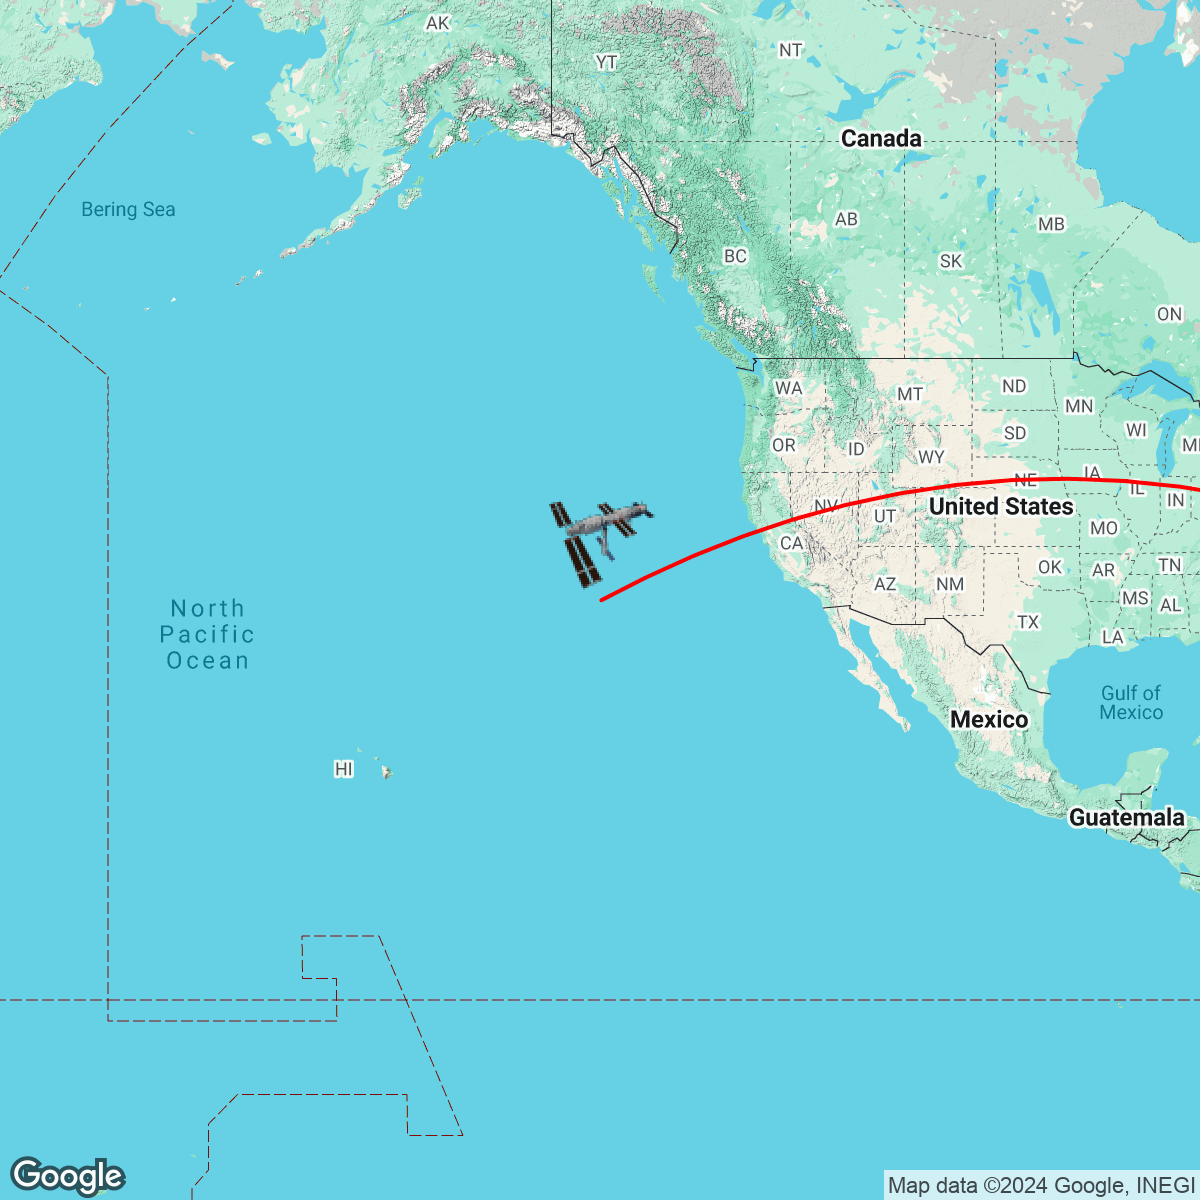 AK
NT
YT
Canada
Bering Sea
AB
MB
BC
SK
ON
WA
MT
ND
MN
OR
ID
WY
SD
WI
MI
NE
IA
IL
NV
UT
United States
IN
CA
MO
AZ
NM
OK
AR
TN
MS
AL
North
Pacific
Ocean
TX
LA
Gulf of
Mexico
Mexico
HI
Guatemala
Google
Map data ©2024 Google, INEGI